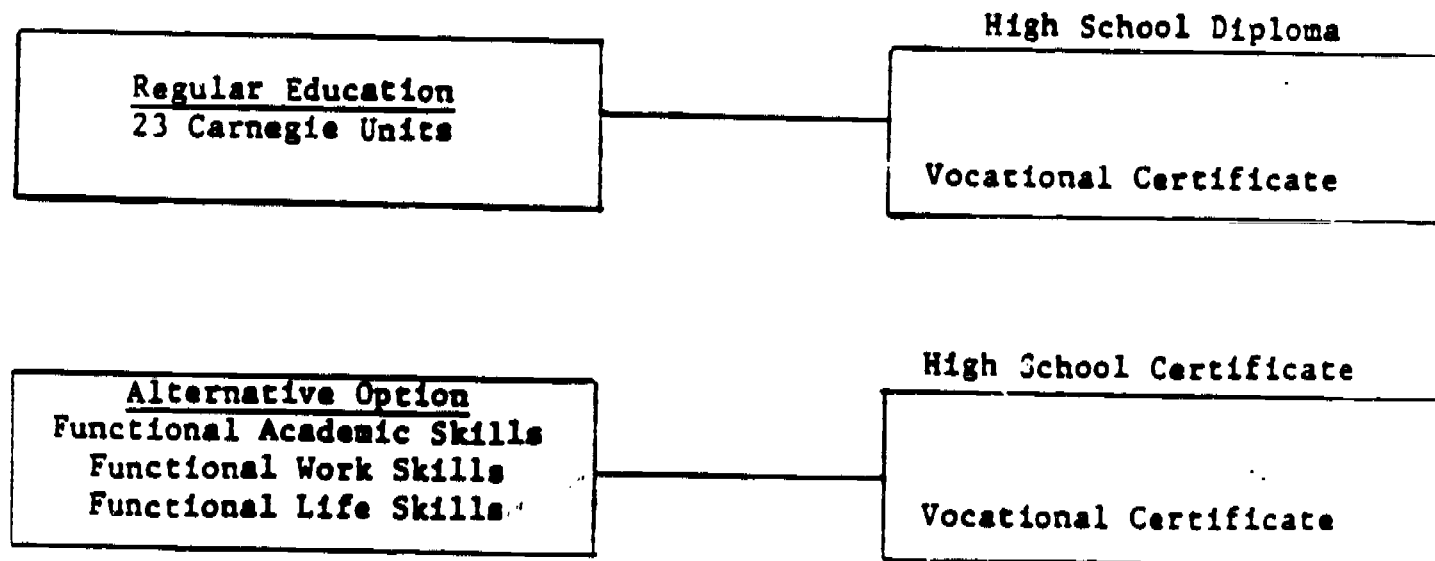 High School Diploma
Regular Education
23 Carnegie Units
Vocational Certificate
High School Certificate
Alternative Option
Functional Academic Skills
Functional Work Skills
Functional Life Skills
Vocational Certificate